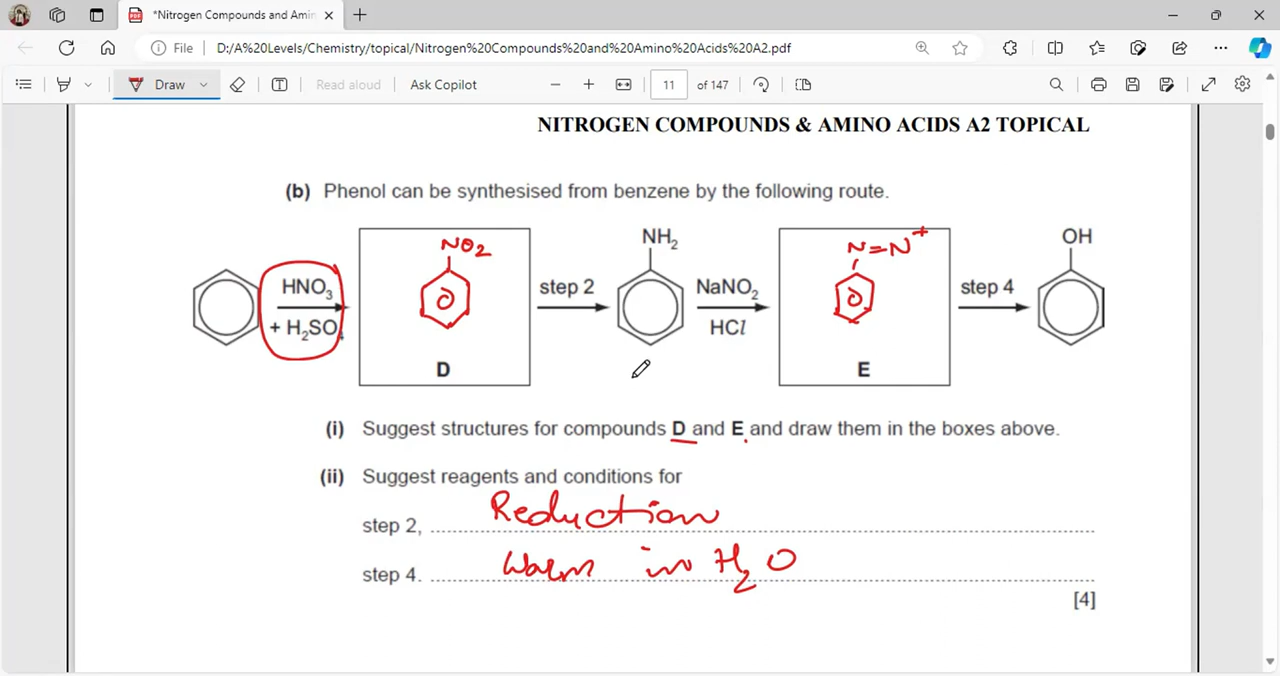 *Nitrogen Compounds and Amin
File D:/A%20Levels/Chemistry/topical/Nitrogen%20Compounds%20and%20Amino%20Acids%20A2.pdf
Draw Read aloud Ask Copilot 11 of 147
NITROGEN COMPOUNDS & AMINO ACIDS A2 TOPICAL
(b) Phenol can be synthesised from benzene by the following route.
NO₂ NH₂ N=N⁺ OH
HNO₃ step 2 NaNO₂ step 4
+ H₂SO₄ HCl
D E
(i) Suggest structures for compounds D and E and draw them in the boxes above.
(ii) Suggest reagents and conditions for
step 2, Reduction
step 4. Warm in H₂O
[4]